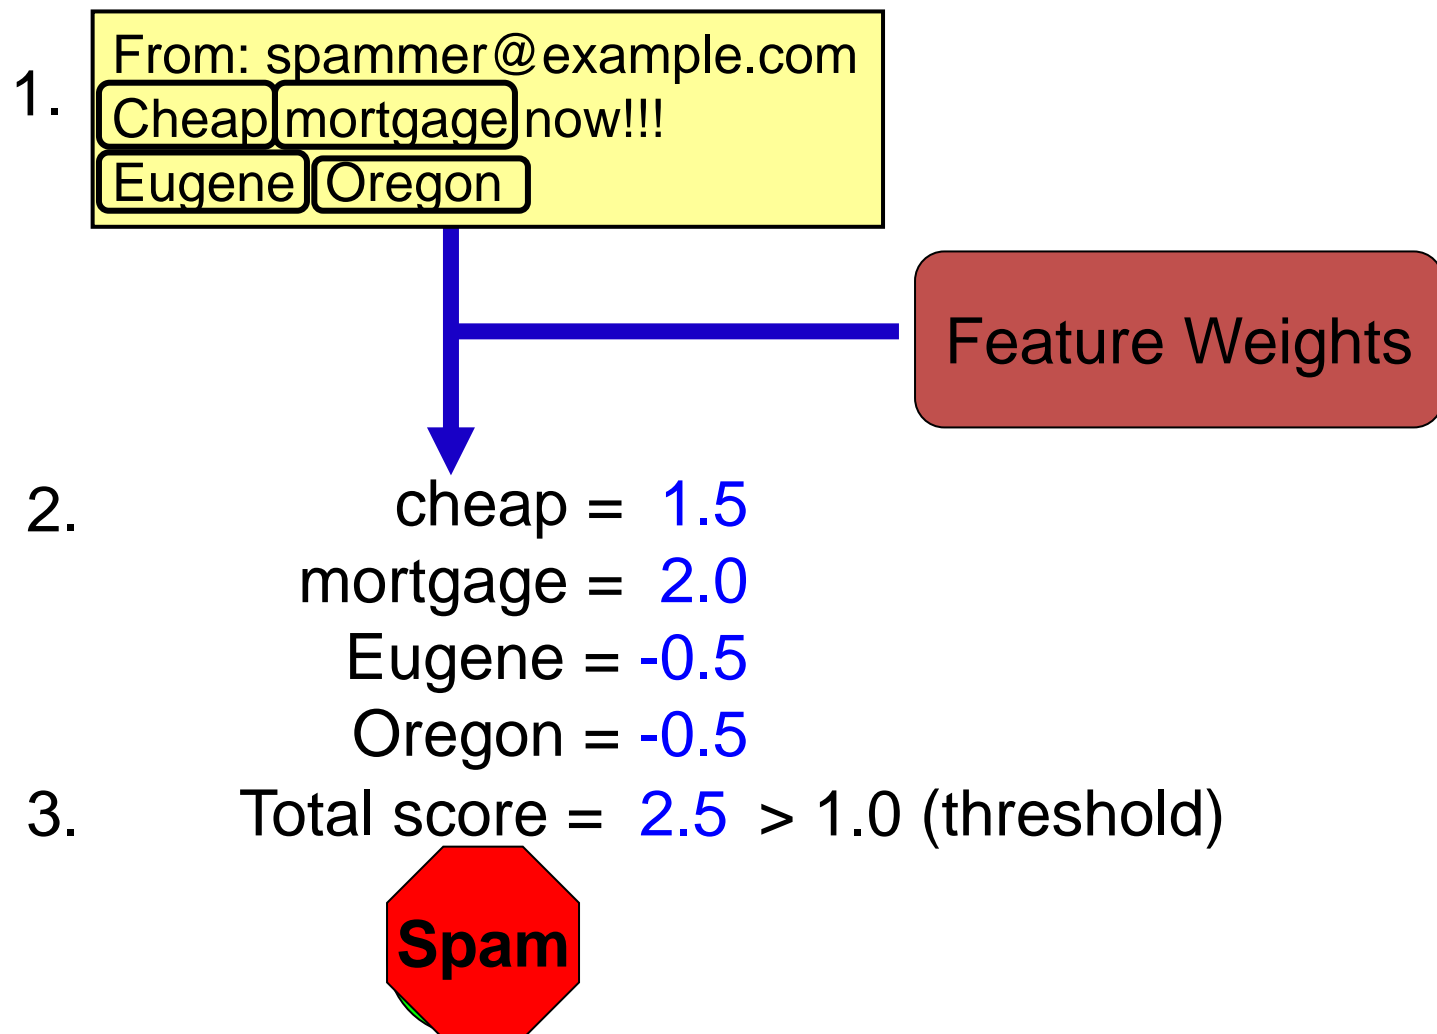 1.
From: spammer@example.com
Cheap mortgage now!!!
Eugene Oregon
Feature Weights
2.
cheap = 1.5
mortgage = 2.0
Eugene = -0.5
Oregon = -0.5
3. Total score = 2.5 > 1.0 (threshold)
Spam